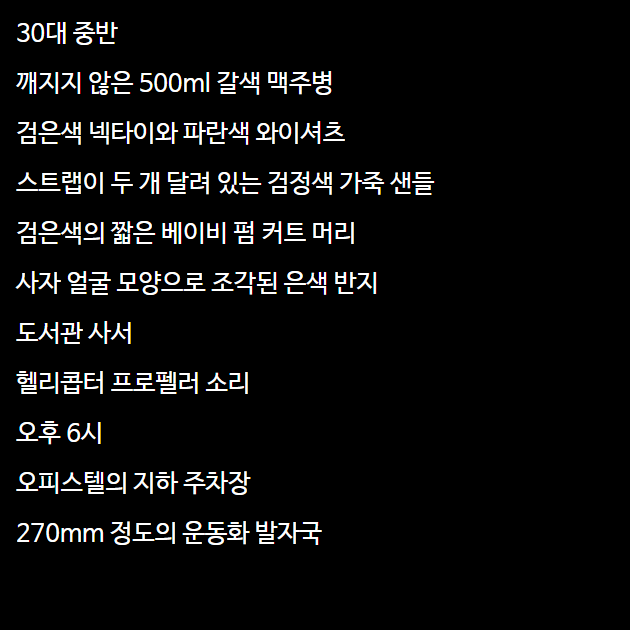 30대 중반
깨지지 않은 500ml 갈색 맥주병
검은색 넥타이와 파란색 와이셔츠
스트랩이 두 개 달려 있는 검정색 가죽 샌들
검은색의 짧은 베이비 펌 커트 머리
사자 얼굴 모양으로 조각된 은색 반지
도서관 사서
헬리콥터 프로펠러 소리
오후 6시
오피스텔의 지하 주차장
270mm 정도의 운동화 발자국